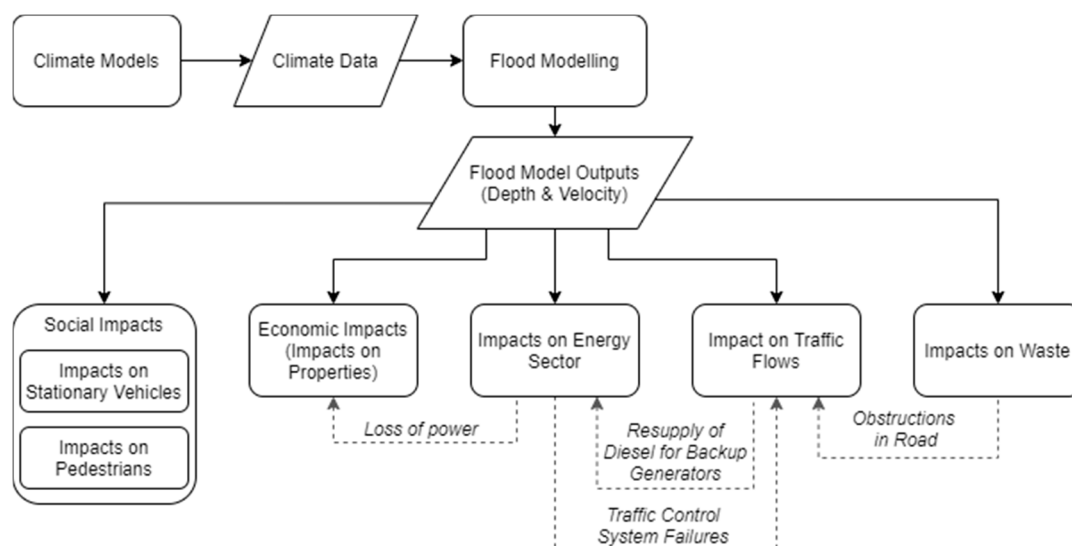 Climate Models
Climate Data
Flood Modelling
Flood Model Outputs
(Depth & Velocity)
Social Impacts
Impacts on
Stationary Vehicles
Impacts on
Pedestrians
Economic Impacts
(Impacts on
Properties)
Impacts on Energy
Sector
Impact on Traffic
Flows
Impacts on Waste
Loss of power
Resupply of
Diesel for Backup
Generators
Obstructions
in Road
Traffic Control
System Failures